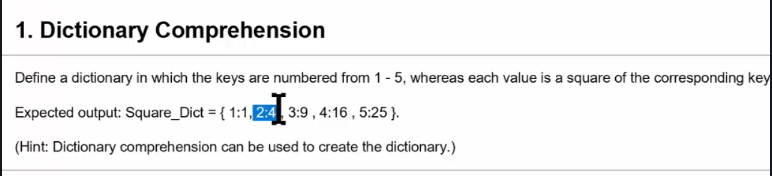 1. Dictionary Comprehension
Define a dictionary in which the keys are numbered from 1 - 5, whereas each value is a square of the corresponding key
Expected output: Square_Dict = { 1:1, 2:4 , 3:9 , 4:16 , 5:25 }.
(Hint: Dictionary comprehension can be used to create the dictionary.)